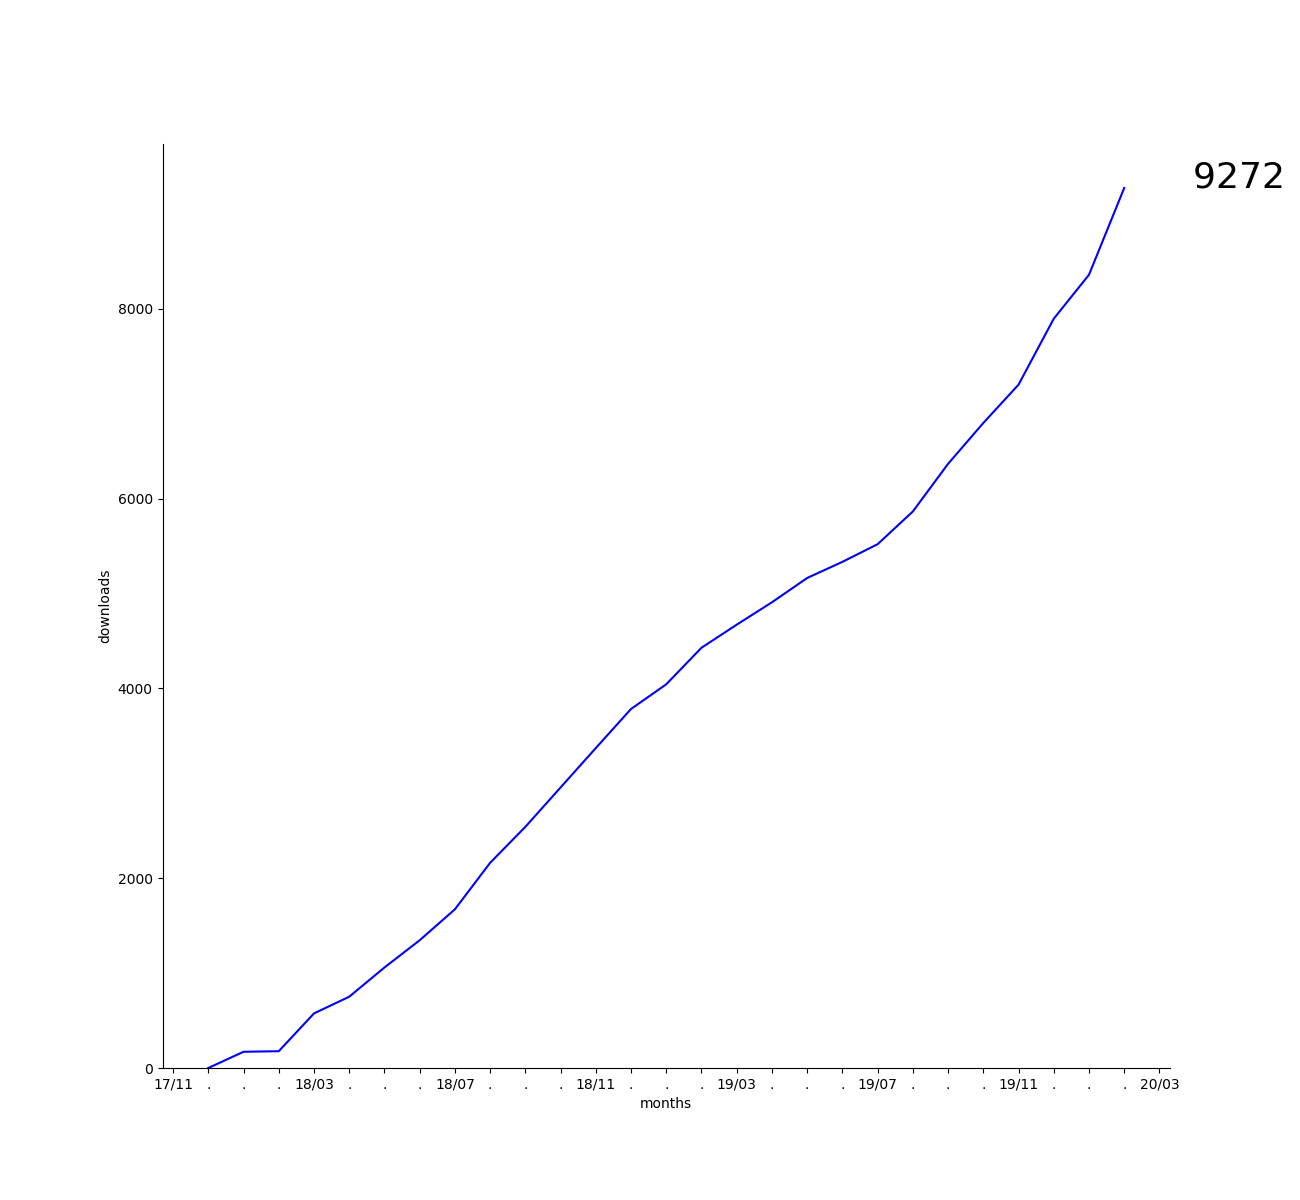 9272
8000
6000
4000
2000
0
downloads
17/11 . . . 18/03 . . . 18/07 . . . 18/11 . . . 19/03 . . . 19/07 . . . 19/11 . . . 20/03
months